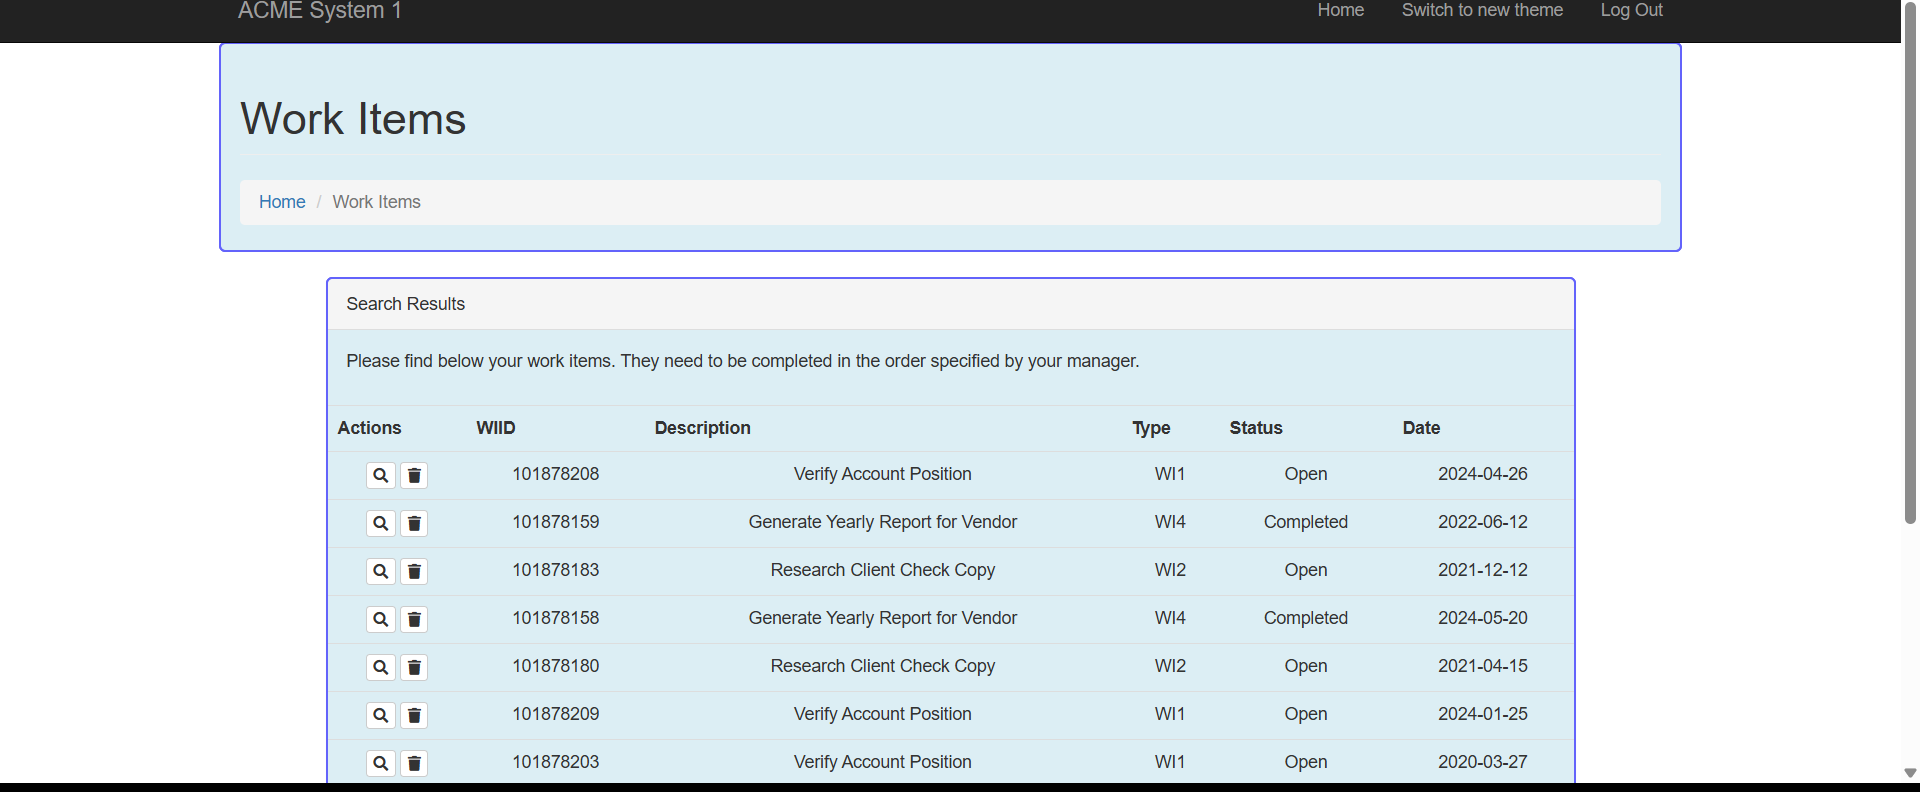 ACME System 1 Home Switch to new theme Log Out
Work Items
Home / Work Items
Search Results
Please find below your work items. They need to be completed in the order specified by your manager.
Actions WIID Description Type Status Date
101878208 Verify Account Position WI1 Open 2024-04-26
101878159 Generate Yearly Report for Vendor WI4 Completed 2022-06-12
101878183 Research Client Check Copy WI2 Open 2021-12-12
101878158 Generate Yearly Report for Vendor WI4 Completed 2024-05-20
101878180 Research Client Check Copy WI2 Open 2021-04-15
101878209 Verify Account Position WI1 Open 2024-01-25
101878203 Verify Account Position WI1 Open 2020-03-27